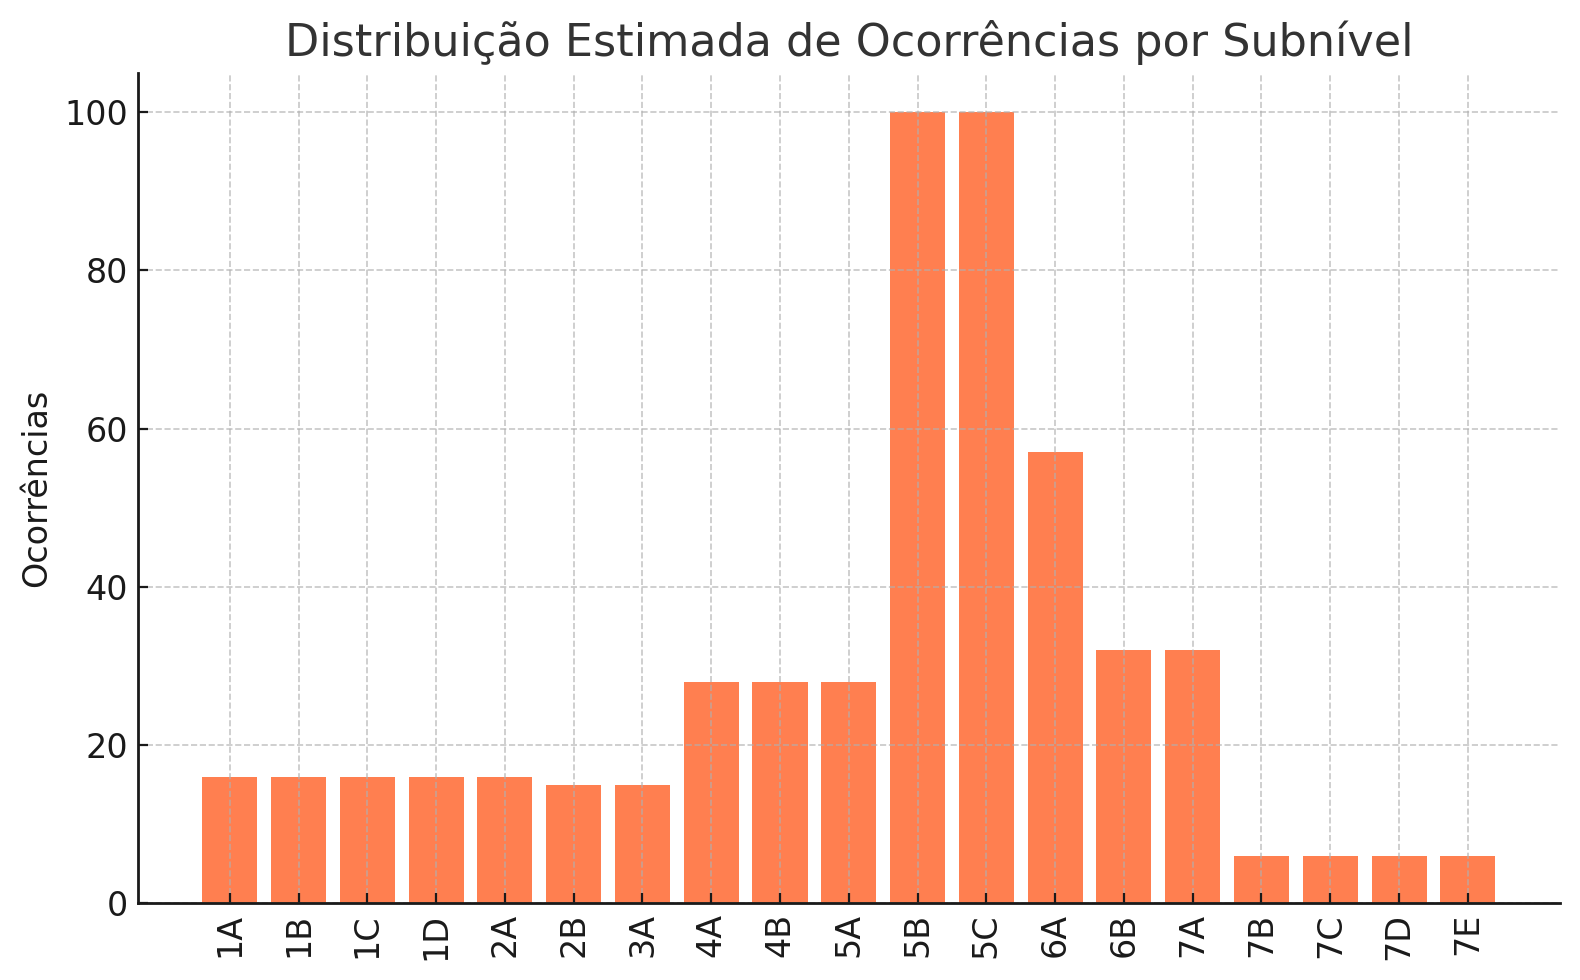 Distribuição Estimada de Ocorrências por Subnível
Ocorrências
100
80
60
40
20
0
1A 1B 1C 1D 2A 2B 3A 4A 4B 5A 5B 5C 6A 6B 7A 7B 7C 7D 7E